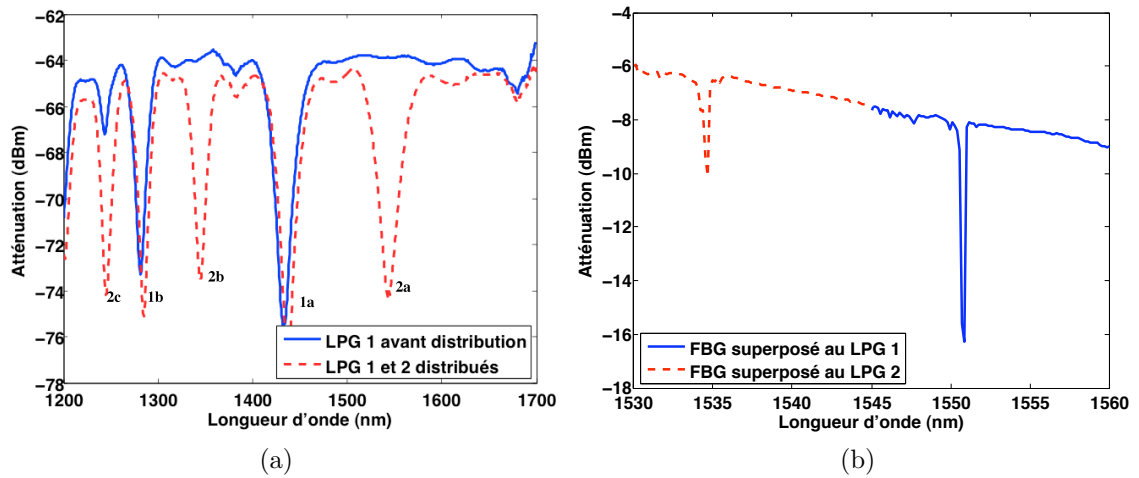 −62
−64
−66
−68
−70
−72
−74
−76
−78
Atténuation (dBm)
1200 1300 1400 1500 1600 1700
Longueur d'onde (nm)
2c
1b
2b
1a
2a
LPG 1 avant distribution
LPG 1 et 2 distribués
(a)
−4
−6
−8
−10
−12
−14
−16
−18
Atténuation (dBm)
1530 1535 1540 1545 1550 1555 1560
Longueur d'onde (nm)
FBG superposé au LPG 1
FBG superposé au LPG 2
(b)